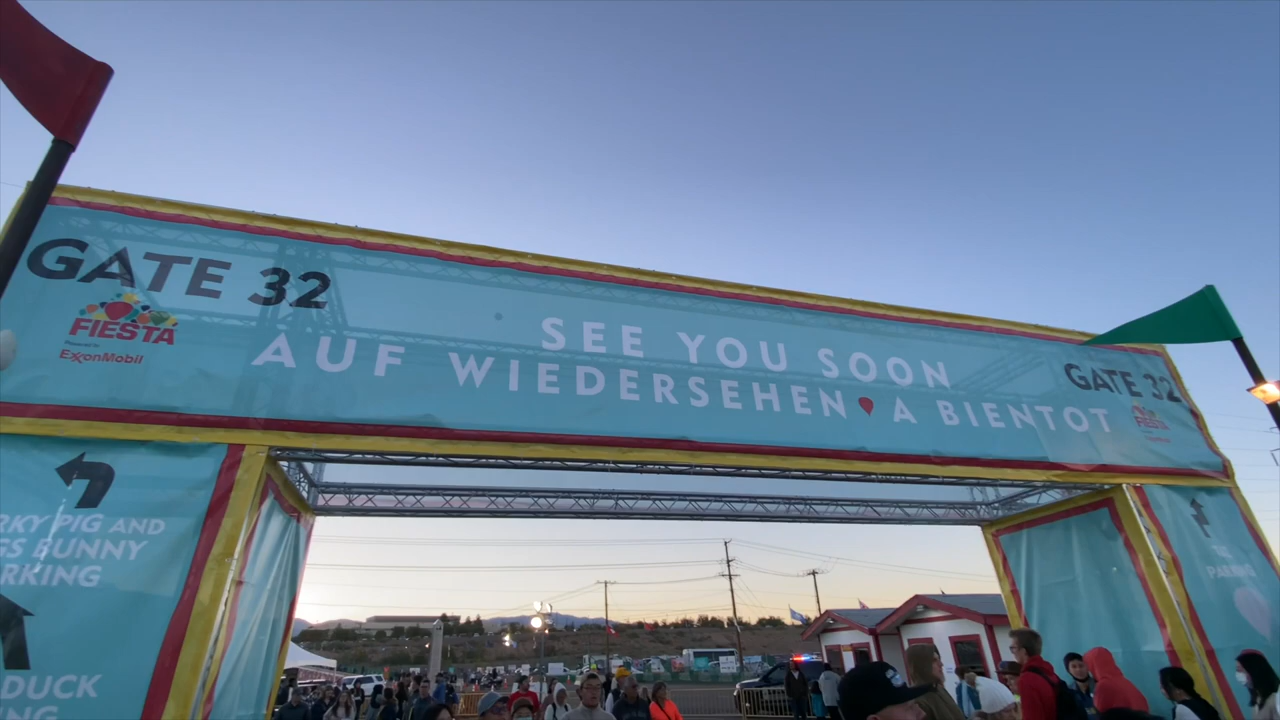 GATE 32
FIESTA
Powered by
ExxonMobil
SEE YOU SOON
AUF WIEDERSEHEN A BIENTOT
GATE 32
FIESTA
RKY PIG AND
GS BUNNY
RKING
DUCK